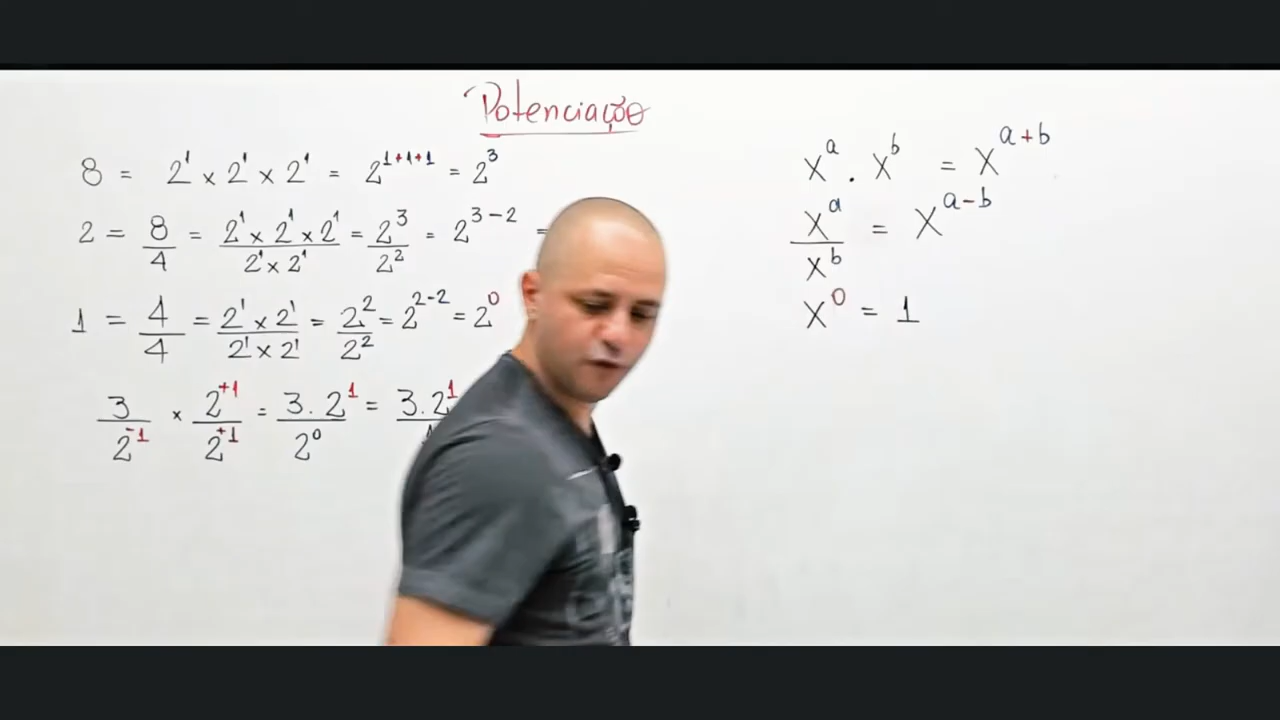 Potenciação
8 = 2¹ × 2¹ × 2¹ = 2¹⁺¹⁺¹ = 2³
2 = 8/4 = (2¹ × 2¹ × 2¹)/(2¹ × 2¹) = 2³/2² = 2³⁻² =
1 = 4/4 = (2¹ × 2¹)/(2¹ × 2¹) = 2²/2² = 2²⁻² = 2⁰
3/2⁻¹ × 2⁺¹/2⁺¹ = (3 . 2¹)/2⁰ = 3 . 2¹
xᵃ . xᵇ = xᵃ⁺ᵇ
xᵃ/xᵇ = xᵃ⁻ᵇ
x⁰ = 1